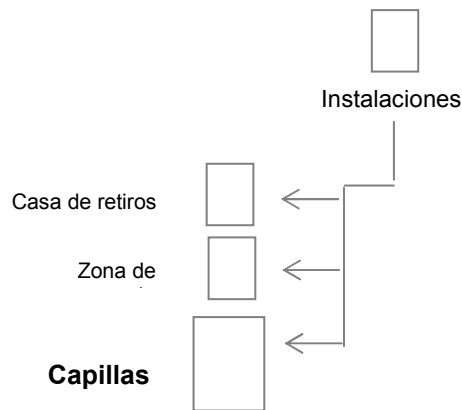 Instalaciones
Casa de retiros
Zona de
Capillas